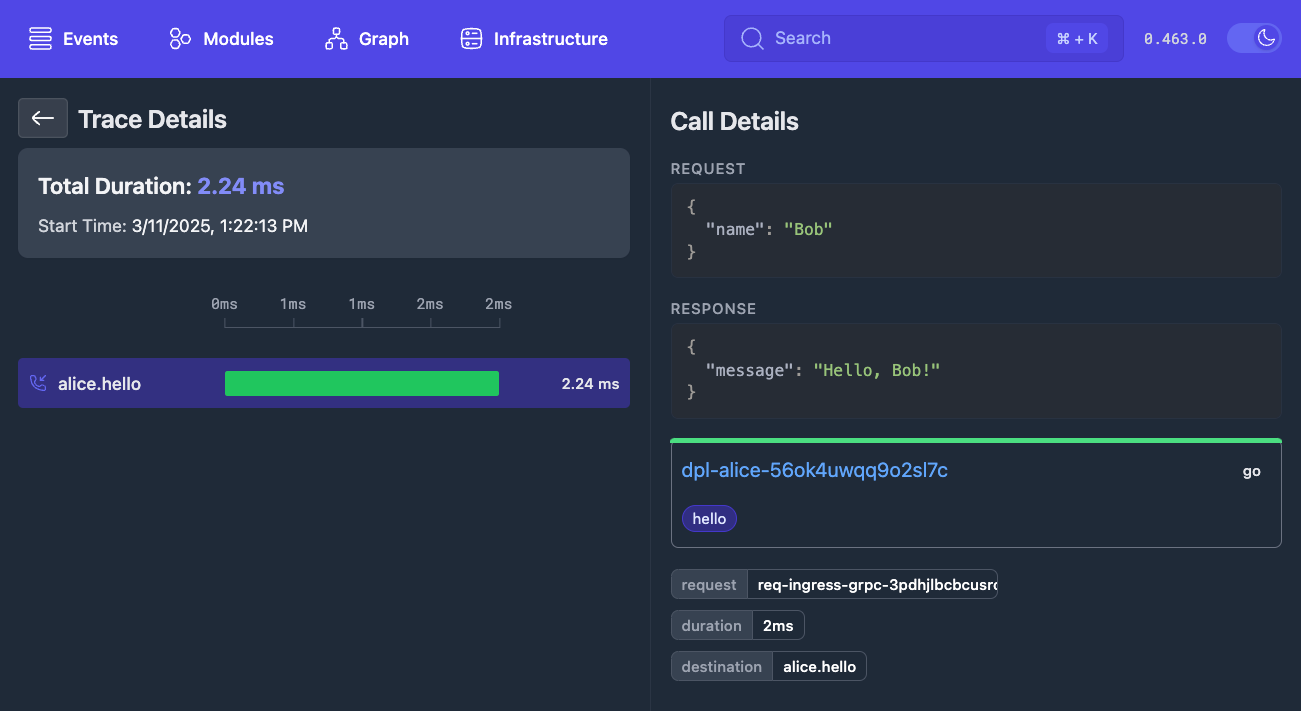 Events Modules Graph Infrastructure Search ⌘ + K 0.463.0
Trace Details
Total Duration: 2.24 ms
Start Time: 3/11/2025, 1:22:13 PM
0ms 1ms 1ms 2ms 2ms
alice.hello 2.24 ms
Call Details
REQUEST
{
"name": "Bob"
}
RESPONSE
{
"message": "Hello, Bob!"
}
dpl-alice-56ok4uwqq9o2sl7c go
hello
request req-ingress-grpc-3pdhjlbcbcusr
duration 2ms
destination alice.hello